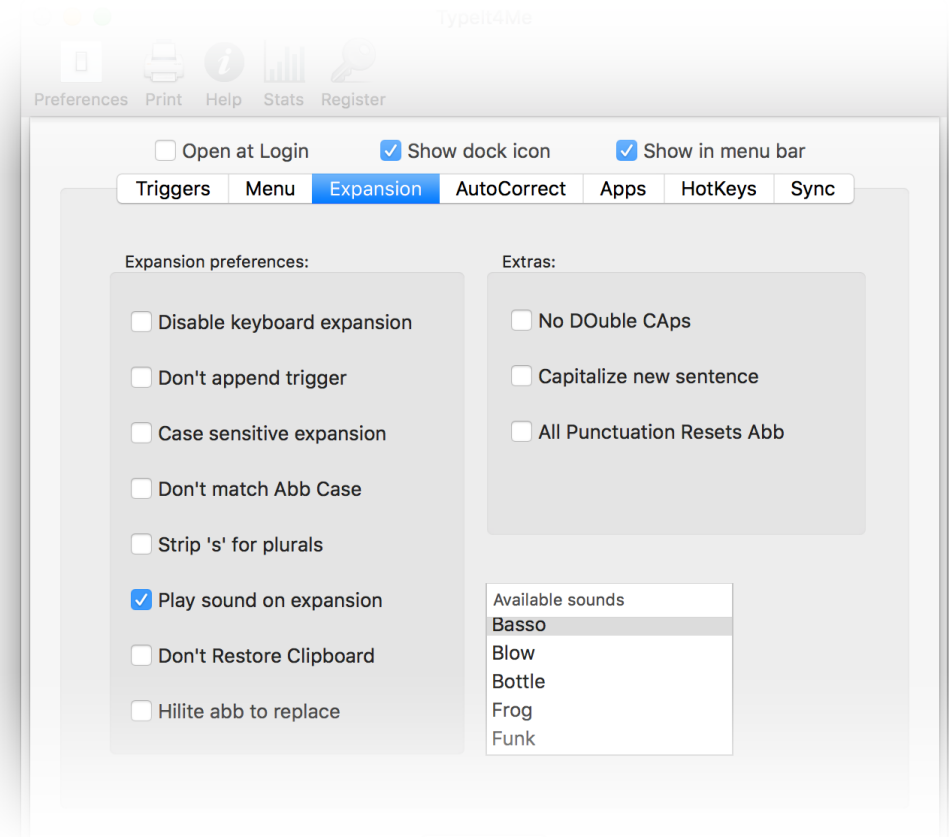 TypeIt4Me
Preferences Print Help Stats Register
Open at Login Show dock icon Show in menu bar
Triggers Menu Expansion AutoCorrect Apps HotKeys Sync
Expansion preferences:
Disable keyboard expansion
Don't append trigger
Case sensitive expansion
Don't match Abb Case
Strip 's' for plurals
Play sound on expansion
Don't Restore Clipboard
Hilite abb to replace
Extras:
No DOuble CAps
Capitalize new sentence
All Punctuation Resets Abb
Available sounds
Basso
Blow
Bottle
Frog
Funk